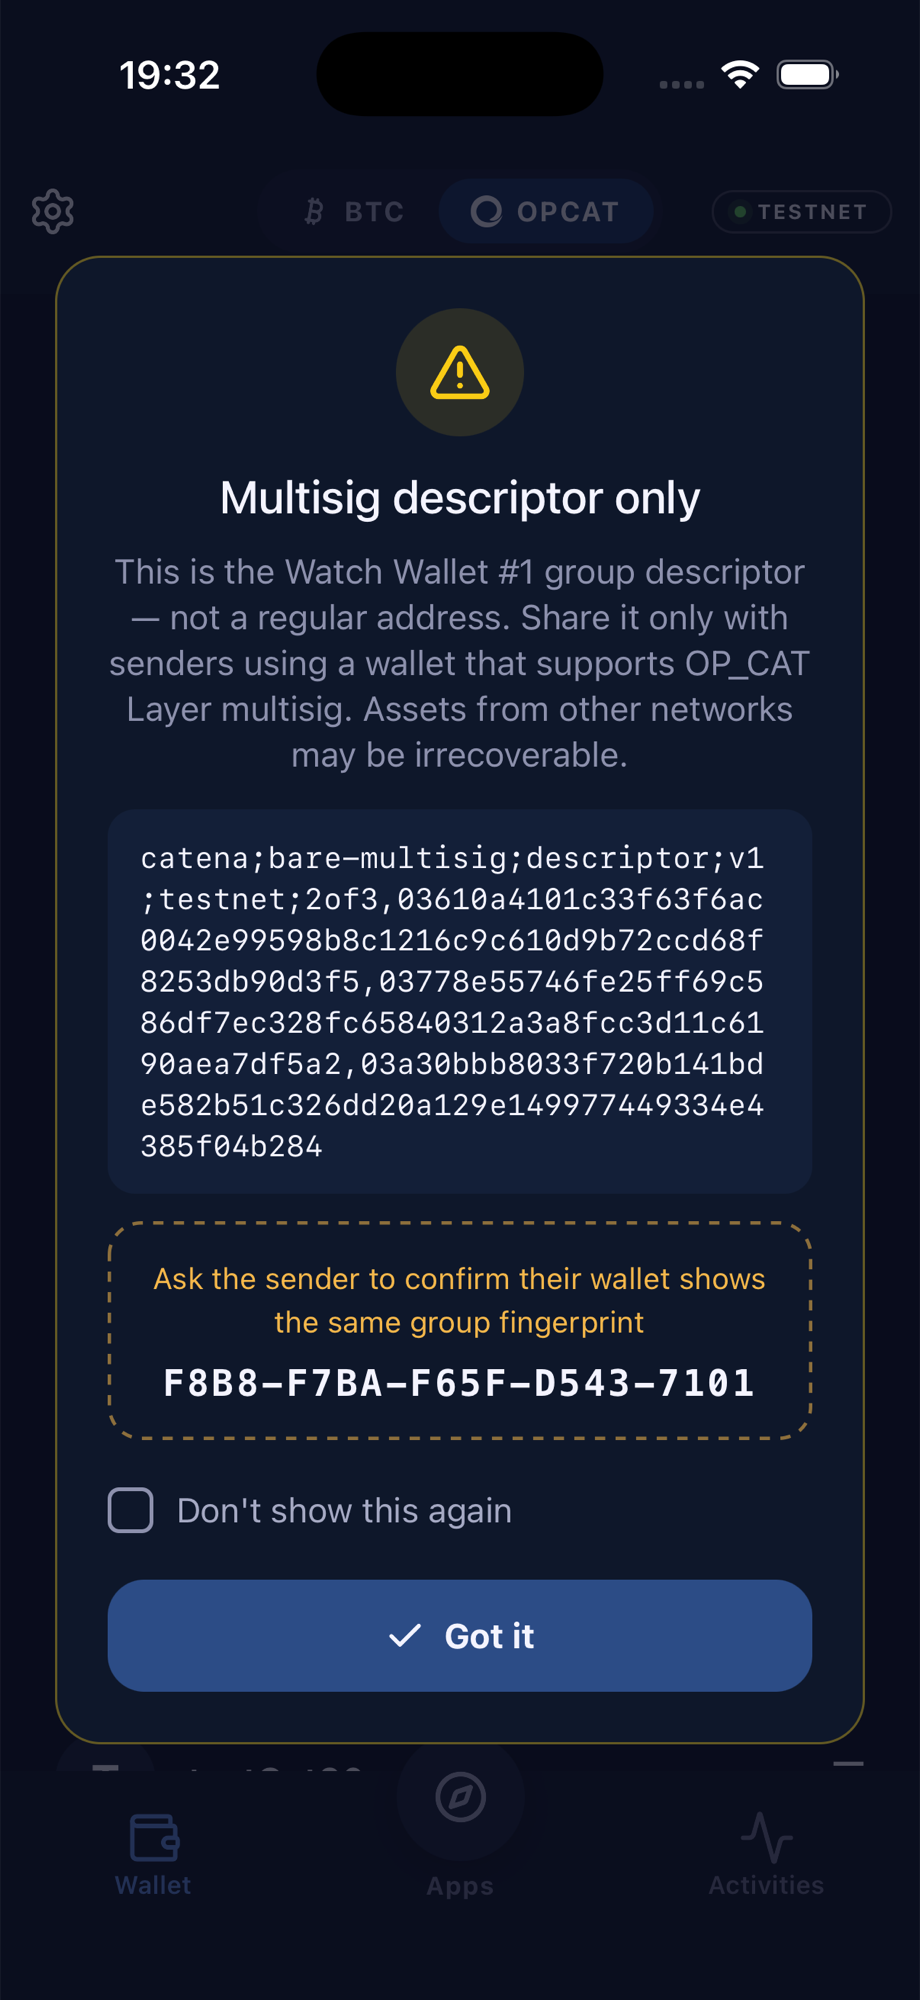 19:32
BTC
OPCAT
TESTNET
Multisig descriptor only
This is the Watch Wallet #1 group descriptor
— not a regular address. Share it only with
senders using a wallet that supports OP_CAT
Layer multisig. Assets from other networks
may be irrecoverable.
catena;bare-multisig;descriptor;v1
;testnet;2of3,03610a4101c33f63f6ac
0042e99598b8c1216c9c610d9b72ccd68f
8253db90d3f5,03778e55746fe25ff69c5
86df7ec328fc65840312a3a8fcc3d11c61
90aea7df5a2,03a30bbb8033f720b141bd
e582b51c326dd20a129e149977449334e4
385f04b284
Ask the sender to confirm their wallet shows
the same group fingerprint
F8B8-F7BA-F65F-D543-7101
Don't show this again
Got it
Wallet
Apps
Activities